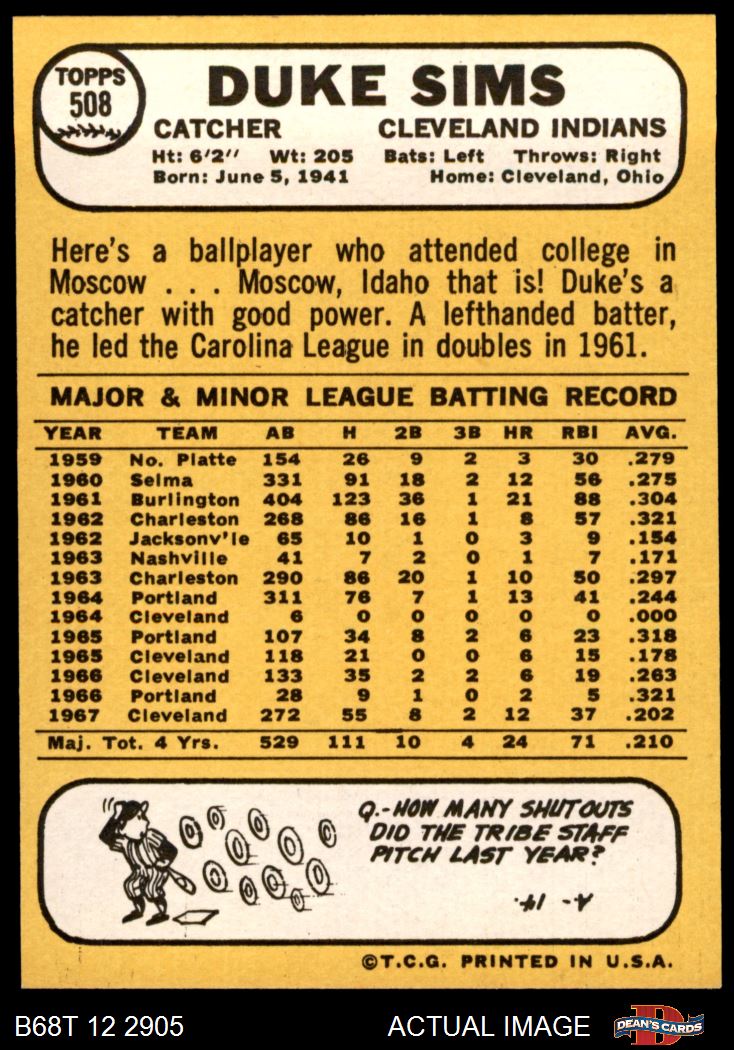 TOPPS
508
DUKE SIMS
CATCHER CLEVELAND INDIANS
Ht: 6'2" Wt: 205 Bats: Left Throws: Right
Born: June 5, 1941 Home: Cleveland, Ohio
Here's a ballplayer who attended college in
Moscow . . . Moscow, Idaho that is! Duke's a
catcher with good power. A lefthanded batter,
he led the Carolina League in doubles in 1961.
MAJOR & MINOR LEAGUE BATTING RECORD
YEAR TEAM AB H 2B 3B HR RBI AVG.
1959 No. Platte 154 26 9 2 3 30 .279
1960 Selma 331 91 18 2 12 56 .275
1961 Burlington 404 123 36 1 21 88 .304
1962 Charleston 268 86 16 1 8 57 .321
1962 Jacksonv'le 65 10 1 0 3 9 .154
1963 Nashville 41 7 2 0 1 7 .171
1963 Charleston 290 86 20 1 10 50 .297
1964 Portland 311 76 7 1 13 41 .244
1964 Cleveland 6 0 0 0 0 0 .000
1965 Portland 107 34 8 2 6 23 .318
1965 Cleveland 118 21 0 0 6 15 .178
1966 Cleveland 133 35 2 2 6 19 .263
1966 Portland 28 9 1 0 2 5 .321
1967 Cleveland 272 55 8 2 12 37 .202
Maj. Tot. 4 Yrs. 529 111 10 4 24 71 .210
Q.-HOW MANY SHUTOUTS
DID THE TRIBE STAFF
PITCH LAST YEAR?
A- 14.
©T.C.G. PRINTED IN U.S.A.
B68T 12 2905 ACTUAL IMAGE D DEAN'S CARDS